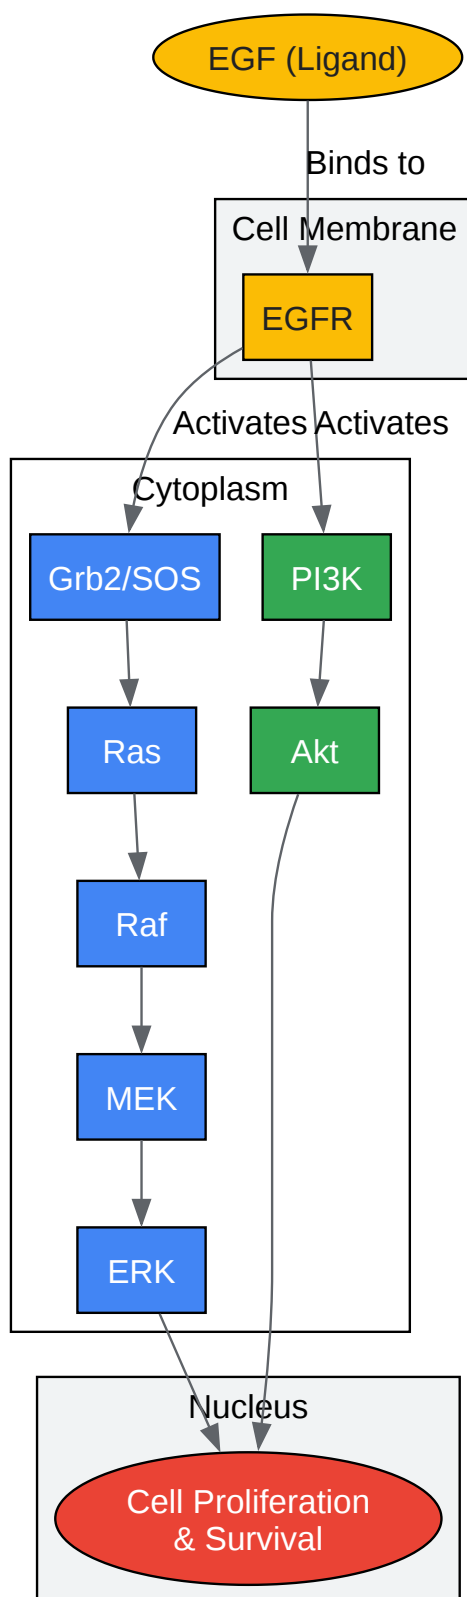 EGF (Ligand)
Binds to
Cell Membrane
EGFR
Activates
Activates
Cytoplasm
Grb2/SOS
PI3K
Ras
Akt
Raf
MEK
ERK
Nucleus
Cell Proliferation
& Survival